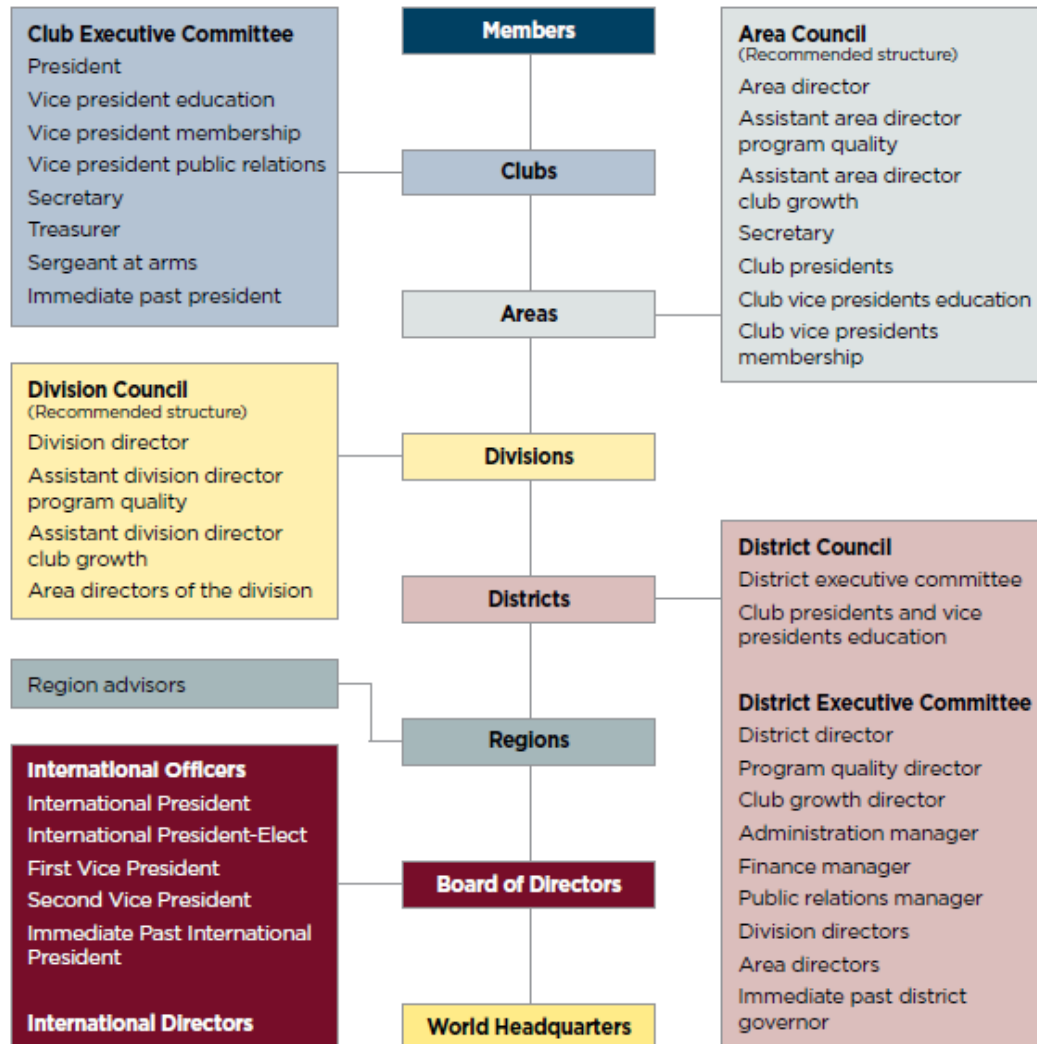 Club Executive Committee
President
Vice president education
Vice president membership
Vice president public relations
Secretary
Treasurer
Sergeant at arms
Immediate past president
Members
Clubs
Areas
Area Council
(Recommended structure)
Area director
Assistant area director
program quality
Assistant area director
club growth
Secretary
Club presidents
Club vice presidents education
Club vice presidents
membership
Division Council
(Recommended structure)
Division director
Assistant division director
program quality
Assistant division director
club growth
Area directors of the division
Divisions
Districts
District Council
District executive committee
Club presidents and vice
presidents education
District Executive Committee
District director
Program quality director
Club growth director
Administration manager
Finance manager
Public relations manager
Division directors
Area directors
Immediate past district
governor
Region advisors
Regions
International Officers
International President
International President-Elect
First Vice President
Second Vice President
Immediate Past International
President
International Directors
Board of Directors
World Headquarters